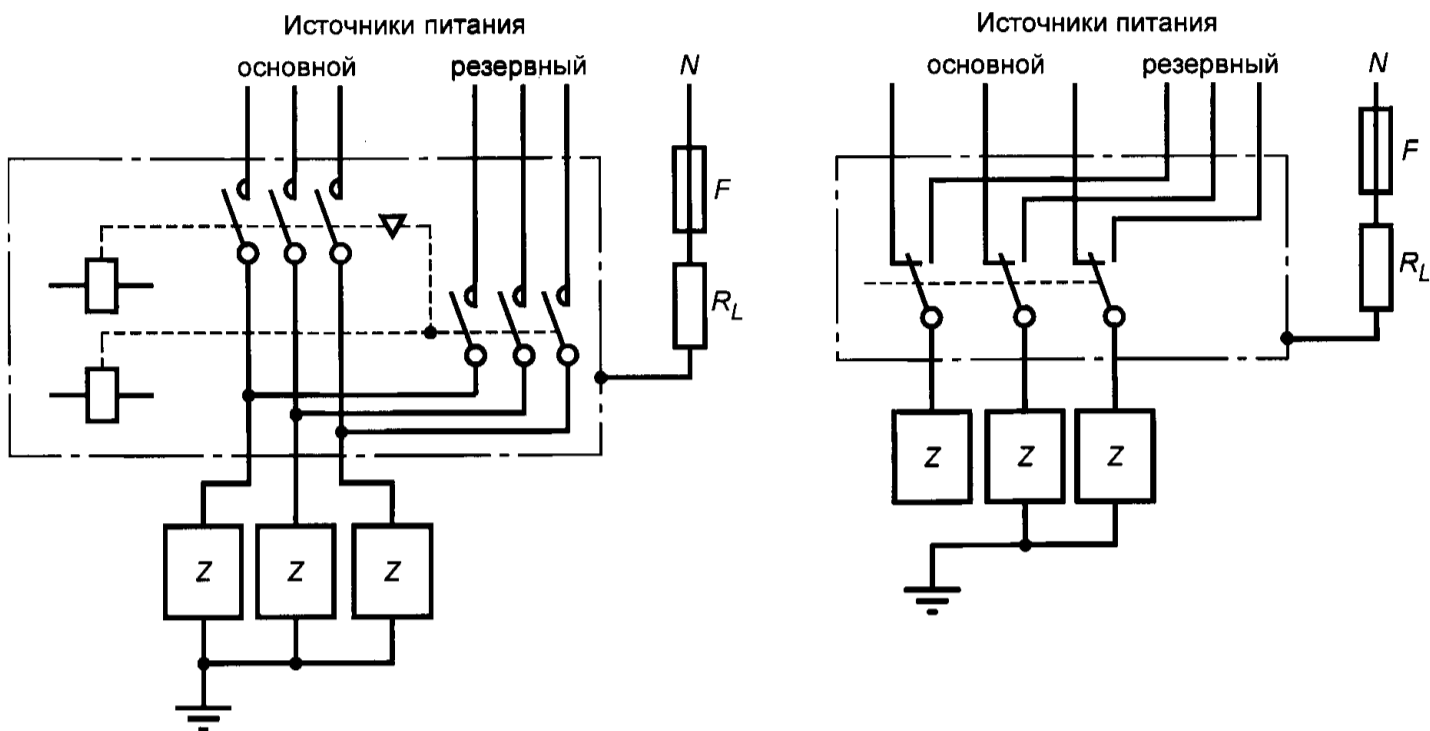 Источники питания
основной резервный N
F
R_L
Z Z Z
Источники питания
основной резервный N
F
R_L
Z Z Z